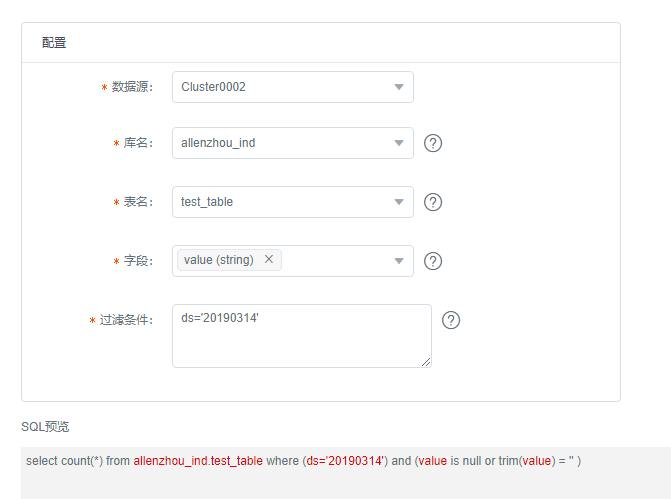 配置
* 数据源: Cluster0002
* 库名: allenzhou_ind ?
* 表名: test_table ?
* 字段: value (string) × ?
* 过滤条件: ds='20190314' ?
SQL预览
select count(*) from allenzhou_ind.test_table where (ds='20190314') and (value is null or trim(value) = '' )